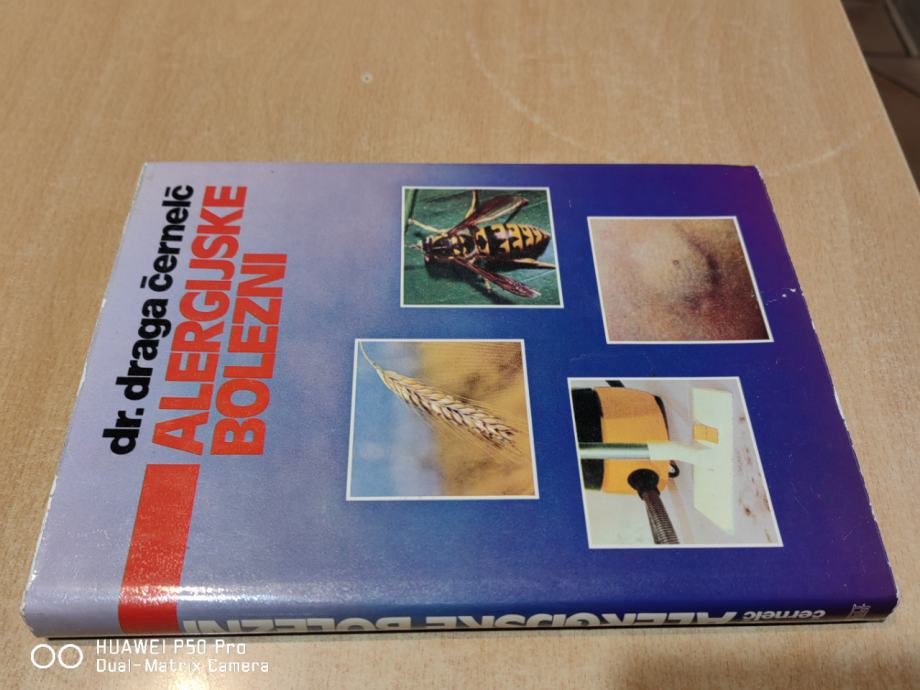 dr. draga černelč
ALERGIJSKE
BOLEZNI
černelč ALERGIJSKE BOLEZNI
HUAWEI P50 Pro
Dual-Matrix Camera